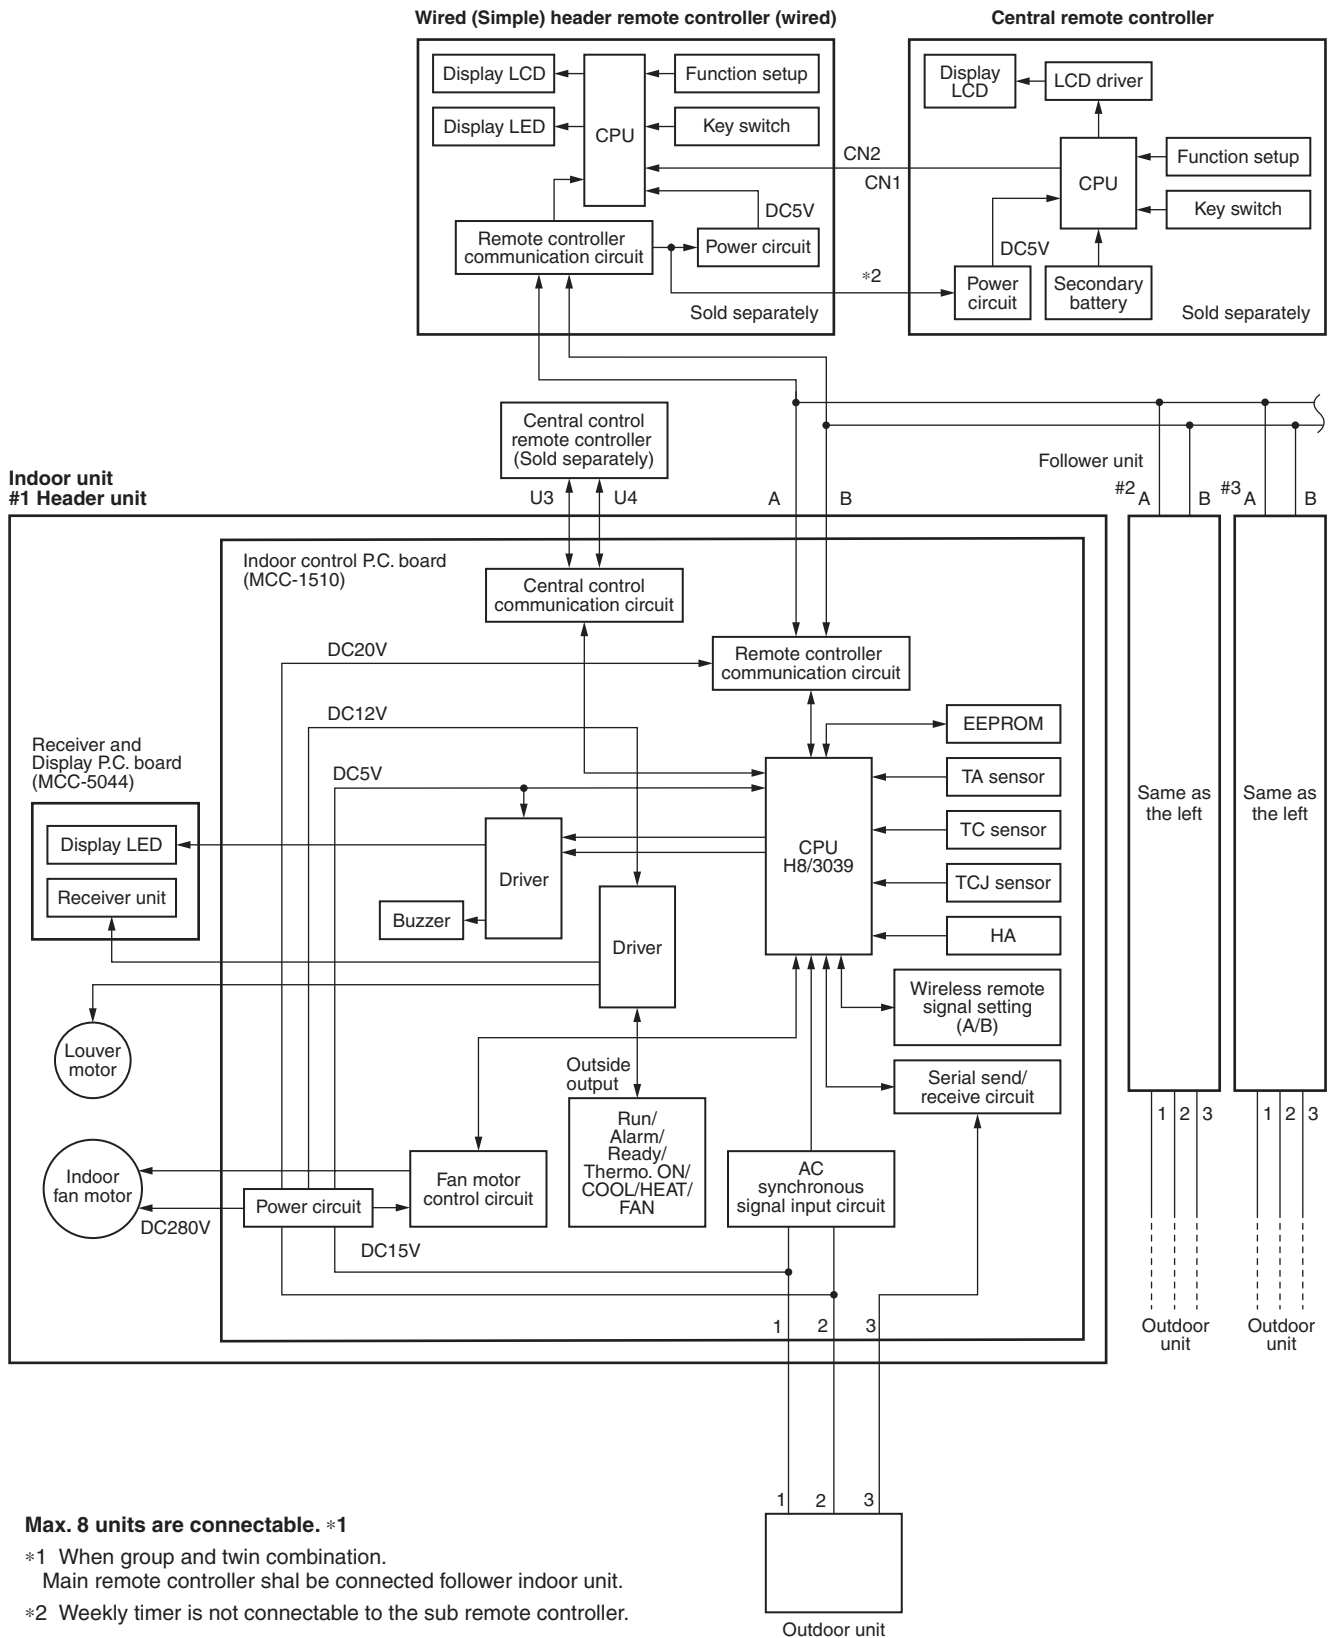 Wired (Simple) header remote controller (wired)
Central remote controller
Display LCD
CPU
Function setup
Display LED
Key switch
DC5V
Remote controller
communication circuit
Power circuit
Sold separately
CN2
CN1
*2
Display
LCD
LCD driver
CPU
Function setup
Key switch
DC5V
Power
circuit
Secondary
battery
Sold separately
Central control
remote controller
(Sold separately)
U3
U4
A
B
Follower unit
#2
A
B
#3
A
B
Indoor unit
#1 Header unit
Indoor control P.C. board
(MCC-1510)
Central control
communication circuit
Remote controller
communication circuit
DC20V
DC12V
DC5V
EEPROM
TA sensor
TC sensor
TCJ sensor
HA
CPU
H8/3039
Receiver and
Display P.C. board
(MCC-5044)
Display LED
Receiver unit
Driver
Buzzer
Driver
Wireless remote
signal setting
(A/B)
Serial send/
receive circuit
Louver
motor
Outside
output
Run/
Alarm/
Ready/
Thermo. ON/
COOL/HEAT/
FAN
Indoor
fan motor
Power circuit
Fan motor
control circuit
AC
synchronous
signal input circuit
DC280V
DC15V
1
2
3
Same as
the left
Same as
the left
1
2
3
1
2
3
Outdoor
unit
Outdoor
unit
1
2
3
Outdoor unit
Max. 8 units are connectable. *1
*1 When group and twin combination.
Main remote controller shal be connected follower indoor unit.
*2 Weekly timer is not connectable to the sub remote controller.